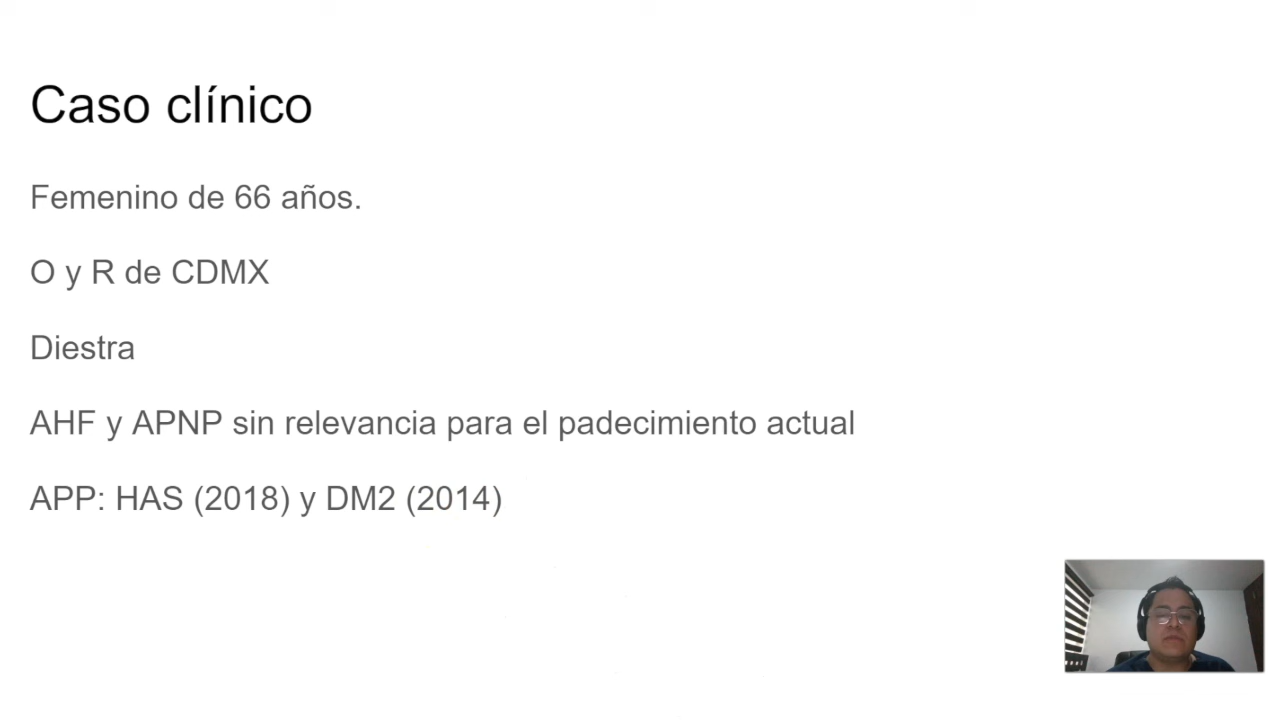 Caso clínico
Femenino de 66 años.
O y R de CDMX
Diestra
AHF y APNP sin relevancia para el padecimiento actual
APP: HAS (2018) y DM2 (2014)